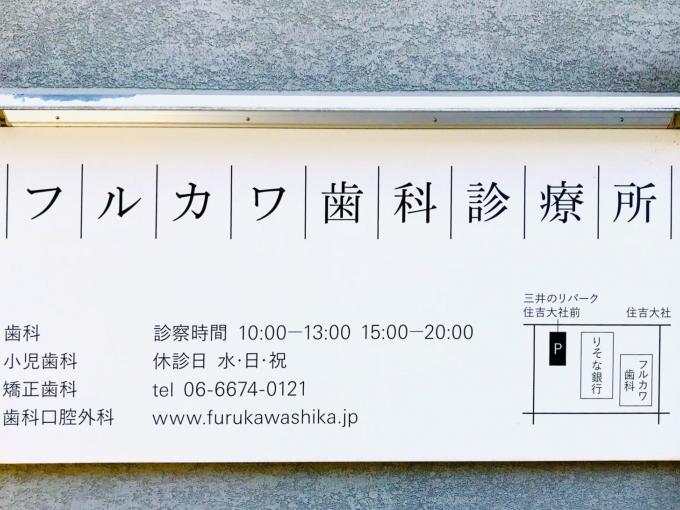 フルカワ歯科診療所
歯科
小児歯科
矯正歯科
歯科口腔外科
診察時間 10:00—13:00 15:00—20:00
休診日 水・日・祝
tel 06-6674-0121
www.furukawashika.jp
三井のリパーク
住吉大社前
住吉大社
P
りそな銀行
フルカワ
歯科